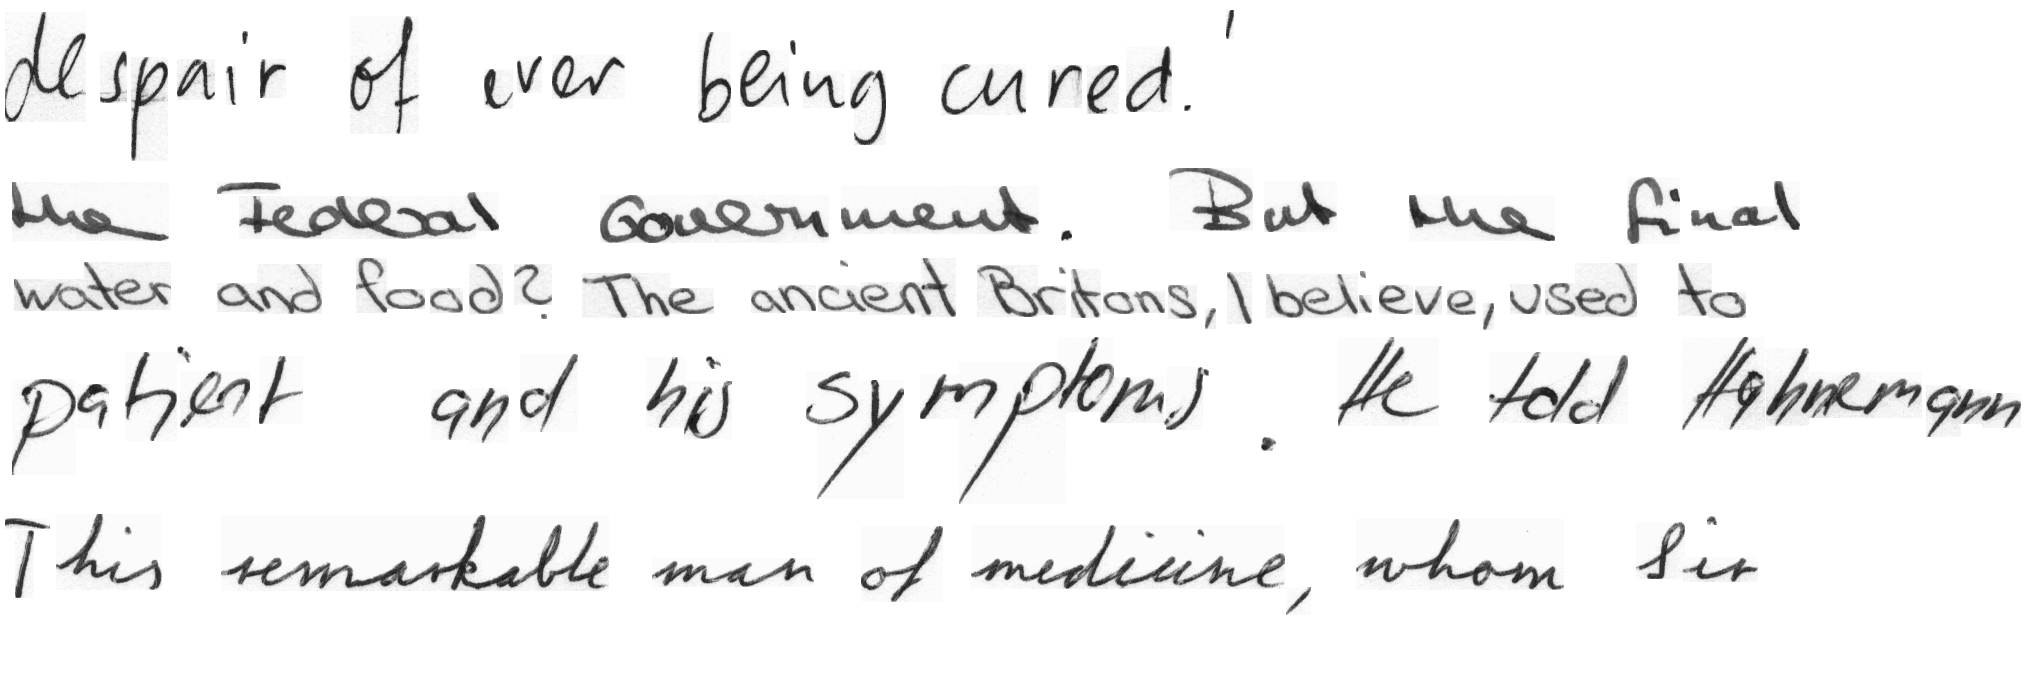 despair of ever being cured.'
the Federal Government. But the final
water and food? The ancient Britons, I believe, used to
patient and his symptoms. He told Hahnemann
This remarkable man of medicine, whom Sir